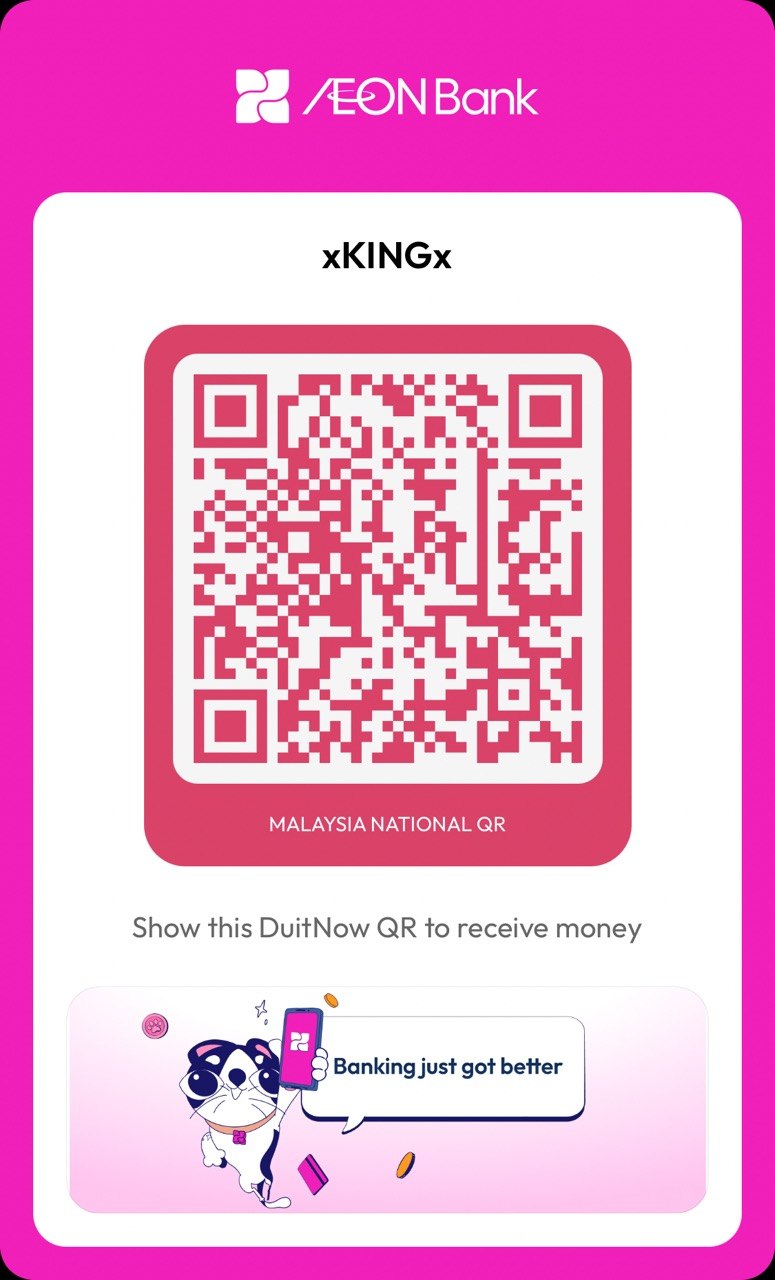 ÆON Bank
xKINGx
MALAYSIA NATIONAL QR
Show this DuitNow QR to receive money
Banking just got better